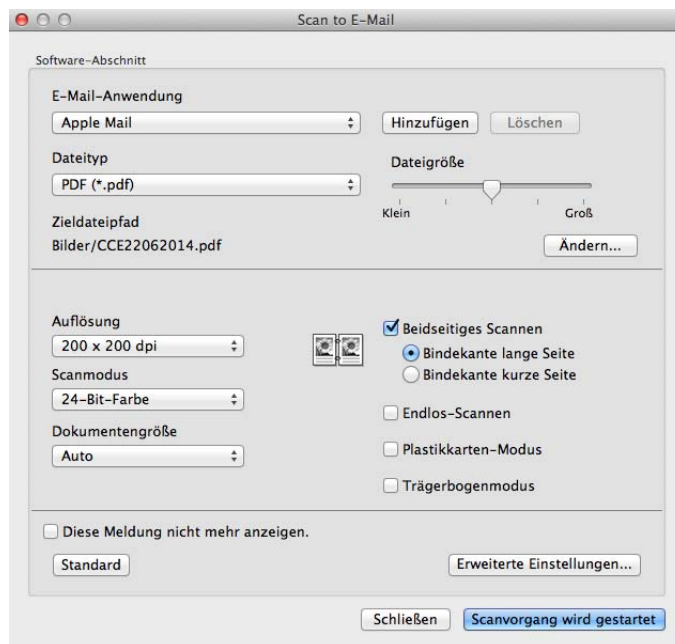 Scan to E-Mail
Software-Abschnitt
E-Mail-Anwendung
Apple Mail
Hinzufügen
Löschen
Dateityp
Dateigröße
PDF (*.pdf)
Klein
Groß
Zieldateipfad
Bilder/CCE22062014.pdf
Ändern...
Auflösung
200 x 200 dpi
Scanmodus
24-Bit-Farbe
Dokumentengröße
Auto
Beidseitiges Scannen
Bindekante lange Seite
Bindekante kurze Seite
Endlos-Scannen
Plastikkarten-Modus
Trägerbogenmodus
Diese Meldung nicht mehr anzeigen.
Standard
Erweiterte Einstellungen...
Schließen
Scanvorgang wird gestartet